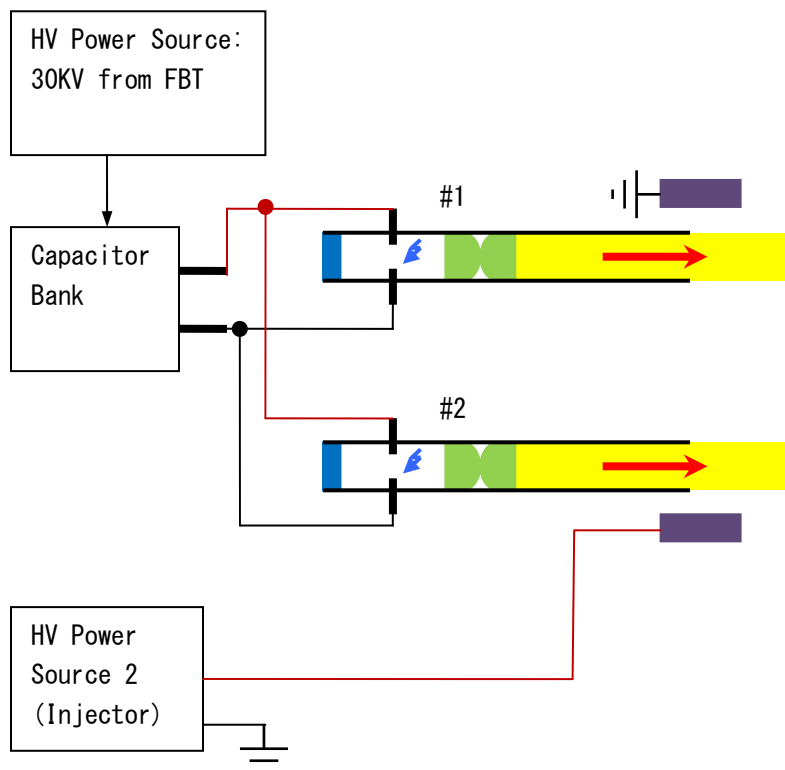 HV Power Source:
30KV from FBT
#1
Capacitor
Bank
#2
HV Power
Source 2
(Injector)